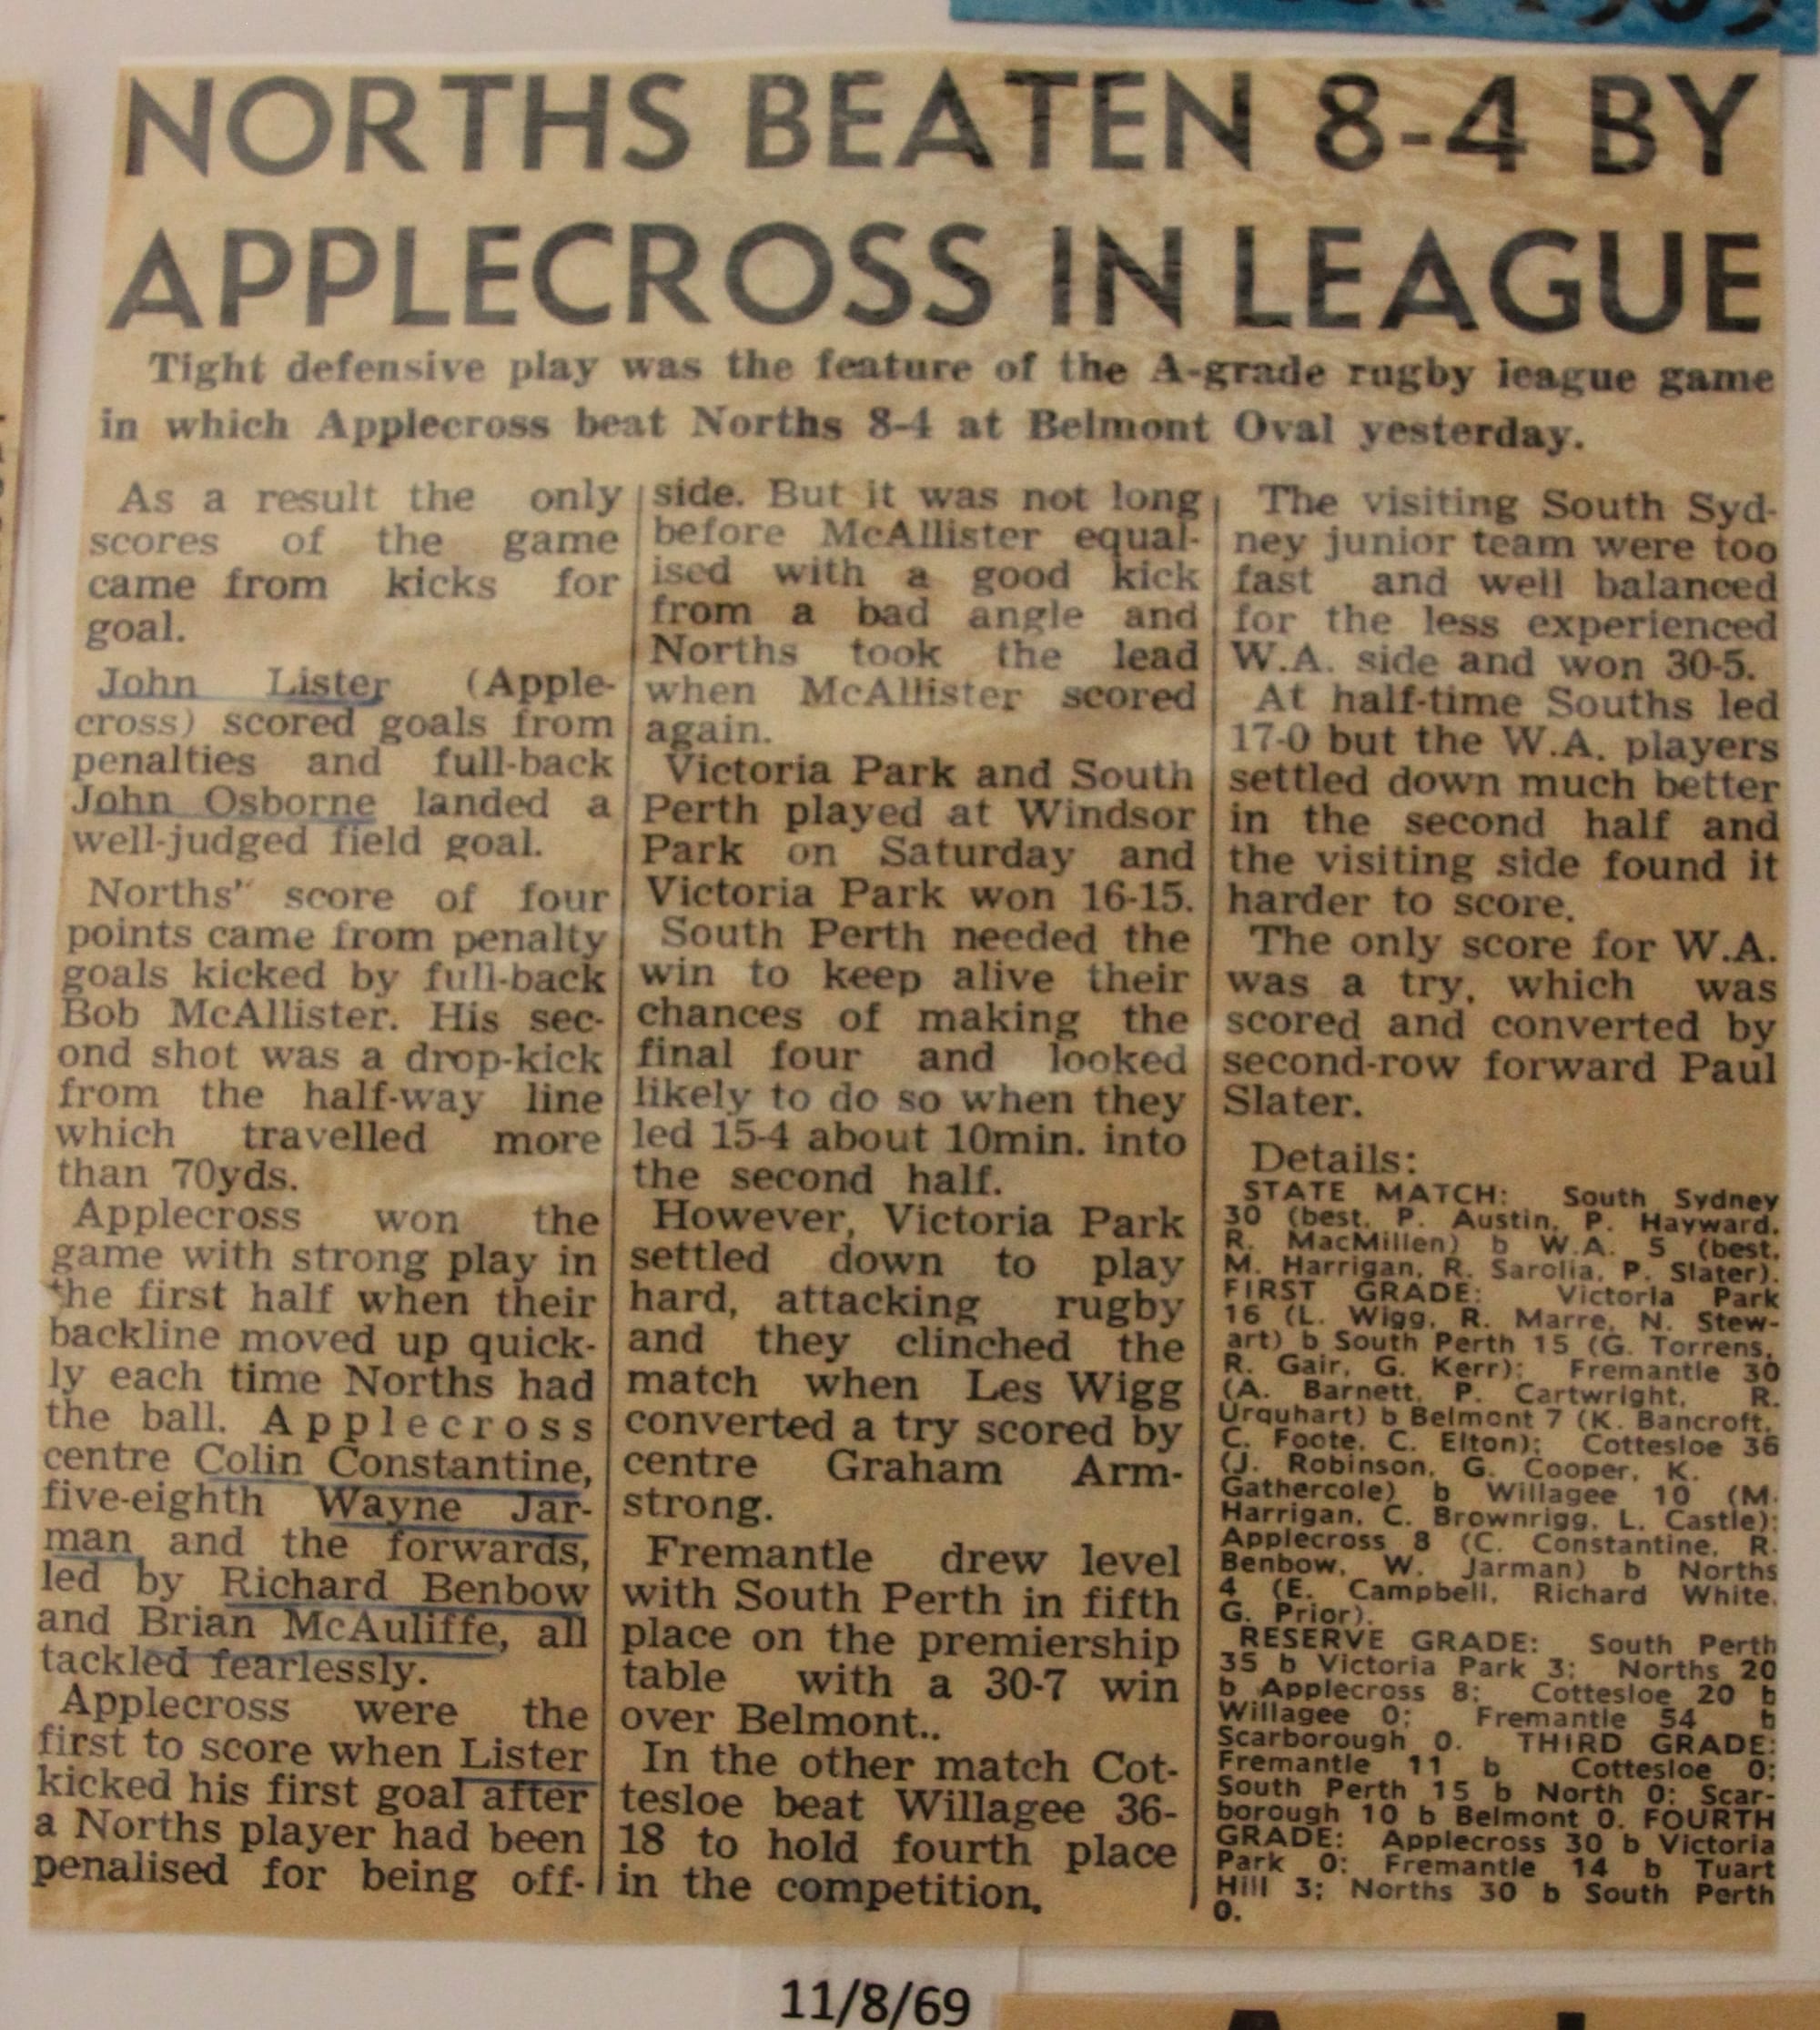 NORTHS BEATEN 8-4 BY
APPLECROSS IN LEAGUE
Tight defensive play was the feature of the A-grade rugby league game
in which Applecross beat Norths 8-4 at Belmont Oval yesterday.
As a result the only
scores of the game
came from kicks for
goal.
John Lister (Apple-
cross) scored goals from
penalties and full-back
John Osborne landed a
well-judged field goal.
Norths'' score of four
points came from penalty
goals kicked by full-back
Bob McAllister. His sec-
ond shot was a drop-kick
from the half-way line
which travelled more
than 70yds.
Applecross won the
game with strong play in
the first half when their
backline moved up quick-
ly each time Norths had
the ball. Applecross
centre Colin Constantine,
five-eighth Wayne Jar-
man and the forwards,
led by Richard Benbow
and Brian McAuliffe, all
tackled fearlessly.
Applecross were the
first to score when Lister
kicked his first goal after
a Norths player had been
penalised for being off-
side. But it was not long
before McAllister equal-
ised with a good kick
from a bad angle and
Norths took the lead
when McAllister scored
again.
Victoria Park and South
Perth played at Windsor
Park on Saturday and
Victoria Park won 16-15.
South Perth needed the
win to keep alive their
chances of making the
final four and looked
likely to do so when they
led 15-4 about 10min. into
the second half.
However, Victoria Park
settled down to play
hard, attacking rugby
and they clinched the
match when Les Wigg
converted a try scored by
centre Graham Arm-
strong.
Fremantle drew level
with South Perth in fifth
place on the premiership
table with a 30-7 win
over Belmont..
In the other match Cot-
tesloe beat Willagee 36-
18 to hold fourth place
in the competition.
The visiting South Syd-
ney junior team were too
fast and well balanced
for the less experienced
W.A. side and won 30-5.
At half-time Souths led
17-0 but the W.A. players
settled down much better
in the second half and
the visiting side found it
harder to score.
The only score for W.A.
was a try, which was
scored and converted by
second-row forward Paul
Slater.
Details:
STATE MATCH: South Sydney
30 (best, P. Austin, P. Hayward,
R. MacMillen) b W.A. 5 (best,
M. Harrigan, R. Sarolia, P. Slater).
FIRST GRADE: Victoria Park
16 (L. Wigg, R. Marre, N. Stew-
art) b South Perth 15 (G. Torrens,
R. Gair, G. Kerr); Fremantle 30
(A. Barnett, P. Cartwright, R.
Urquhart) b Belmont 7 (K. Bancroft,
C. Foote, C. Elton); Cottesloe 36
(J. Robinson, G. Cooper, K.
Gathercole) b Willagee 10 (M.
Harrigan, C. Brownrigg, L. Castle);
Applecross 8 (C. Constantine, R.
Benbow, W. Jarman) b Norths
4 (E. Campbell, Richard White,
G. Prior).
RESERVE GRADE: South Perth
35 b Victoria Park 3; Norths 20
b Applecross 8; Cottesloe 20 b
Willagee 0; Fremantle 54 b
Scarborough 0. THIRD GRADE:
Fremantle 11 b Cottesloe 0;
South Perth 15 b North 0; Scar-
borough 10 b Belmont 0. FOURTH
GRADE: Applecross 30 b Victoria
Park 0; Fremantle 14 b Tuart
Hill 3; Norths 30 b South Perth
0.
11/8/69